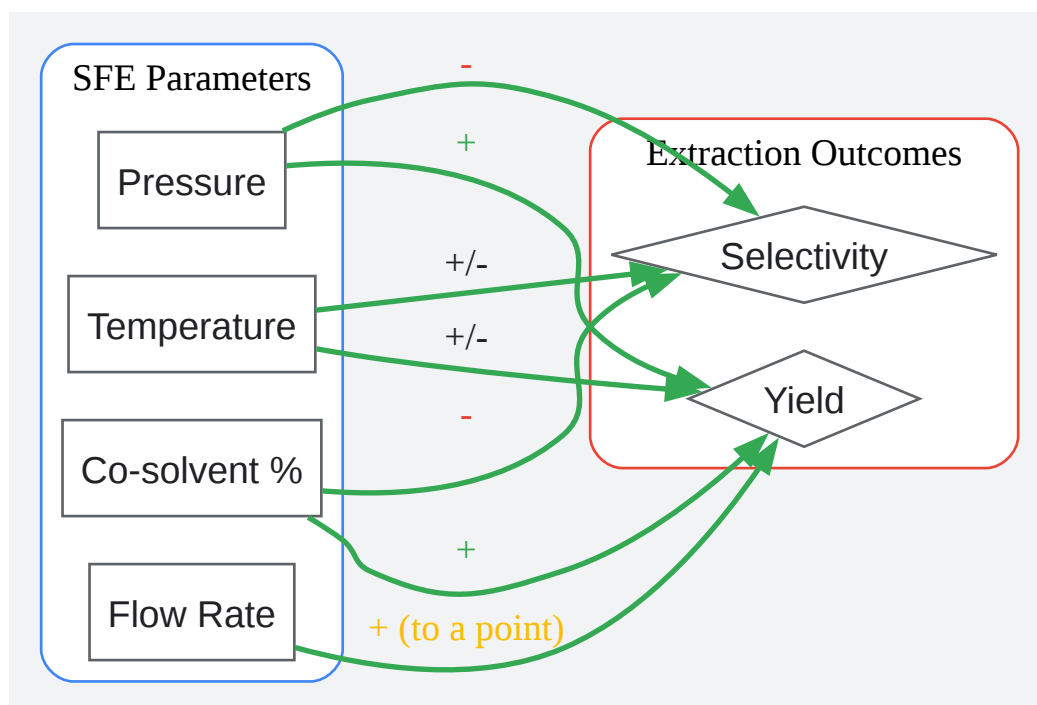 SFE Parameters
Pressure
Temperature
Co-solvent %
Flow Rate
-
+
+/-
+/-
-
+
+ (to a point)
Extraction Outcomes
Selectivity
Yield